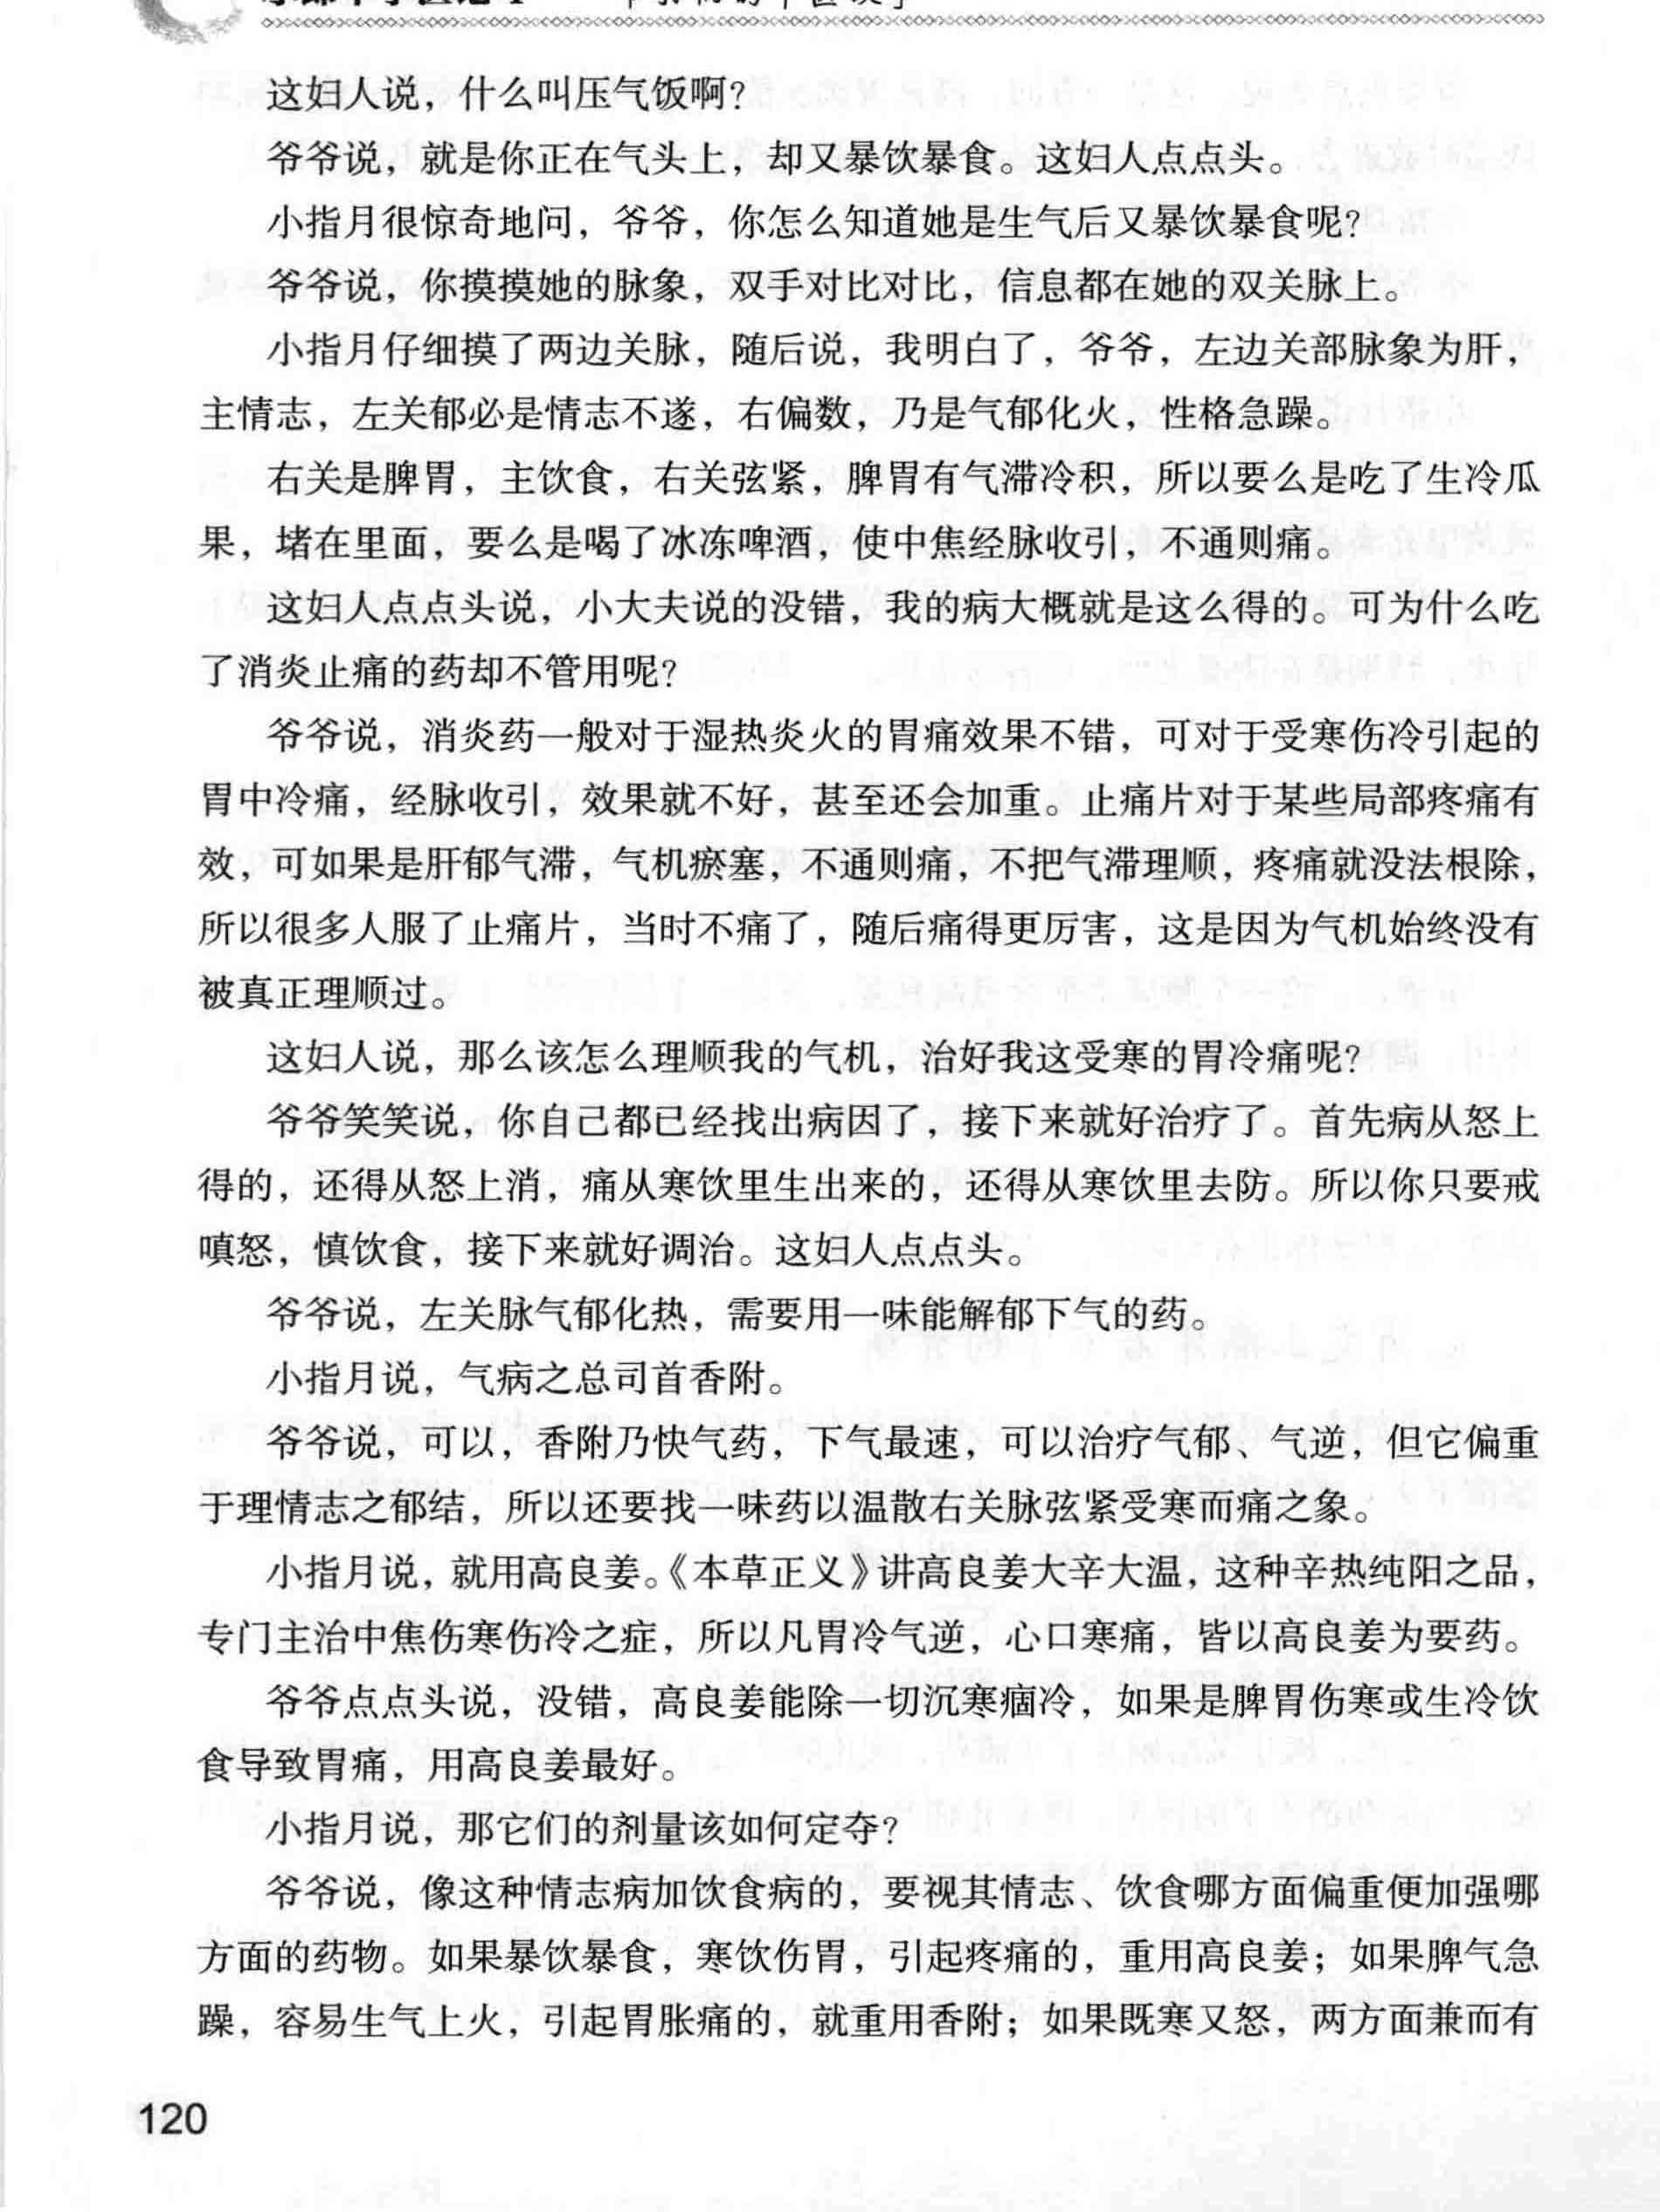 这妇人说，什么叫压气饭啊？
爷爷说，就是你正在气头上，却又暴饮暴食。这妇人点点头。
小指月很惊奇地问，爷爷，你怎么知道她是生气后又暴饮暴食呢？
爷爷说，你摸摸她的脉象，双手对比对比，信息都在她的双关脉上。
小指月仔细摸了两边关脉，随后说，我明白了，爷爷，左边关部脉象为肝，
主情志，左关郁必是情志不遂，右偏数，乃是气郁化火，性格急躁。
右关是脾胃，主饮食，右关弦紧，脾胃有气滞冷积，所以要么是吃了生冷瓜
果，堵在里面，要么是喝了冰冻啤酒，使中焦经脉收引，不通则痛。
这妇人点点头说，小大夫说的没错，我的病大概就是这么得的。可为什么吃
了消炎止痛的药却不管用呢？
爷爷说，消炎药一般对于湿热炎火的胃痛效果不错，可对于受寒伤冷引起的
胃中冷痛，经脉收引，效果就不好，甚至还会加重。止痛片对于某些局部疼痛有
效，可如果是肝郁气滞，气机瘀塞，不通则痛，不把气滞理顺，疼痛就没法根除，
所以很多人服了止痛片，当时不痛了，随后痛得更厉害，这是因为气机始终没有
被真正理顺过。
这妇人说，那么该怎么理顺我的气机，治好我这受寒的胃冷痛呢？
爷爷笑笑说，你自己都已经找出病因了，接下来就好治疗了。首先病从怒上
得的，还得从怒上消，痛从寒饮里生出来的，还得从寒饮里去防。所以你只要戒
嗔怒，慎饮食，接下来就好调治。这妇人点点头。
爷爷说，左关脉气郁化热，需要用一味能解郁下气的药。
小指月说，气病之总司首香附。
爷爷说，可以，香附乃快气药，下气最速，可以治疗气郁、气逆，但它偏重
于理情志之郁结，所以还要找一味药以温散右关脉弦紧受寒而痛之象。
小指月说，就用高良姜。《本草正义》讲高良姜大辛大温，这种辛热纯阳之品，
专门主治中焦伤寒伤冷之症，所以凡胃冷气逆，心口寒痛，皆以高良姜为要药。
爷爷点点头说，没错，高良姜能除一切沉寒痼冷，如果是脾胃伤寒或生冷饮
食导致胃痛，用高良姜最好。
小指月说，那它们的剂量该如何定夺？
爷爷说，像这种情志病加饮食病的，要视其情志、饮食哪方面偏重便加强哪
方面的药物。如果暴饮暴食，寒饮伤胃，引起疼痛的，重用高良姜；如果脾气急
躁，容易生气上火，引起胃胀痛的，就重用香附；如果既寒又怒，两方面兼而有
120